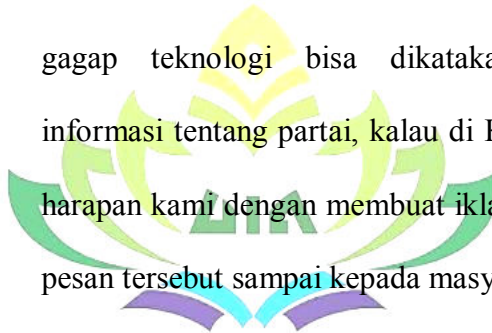 gagap teknologi bisa dikataka
informasi tentang partai, kalau di
harapan kami dengan membuat ikla
pesan tersebut sampai kepada masy